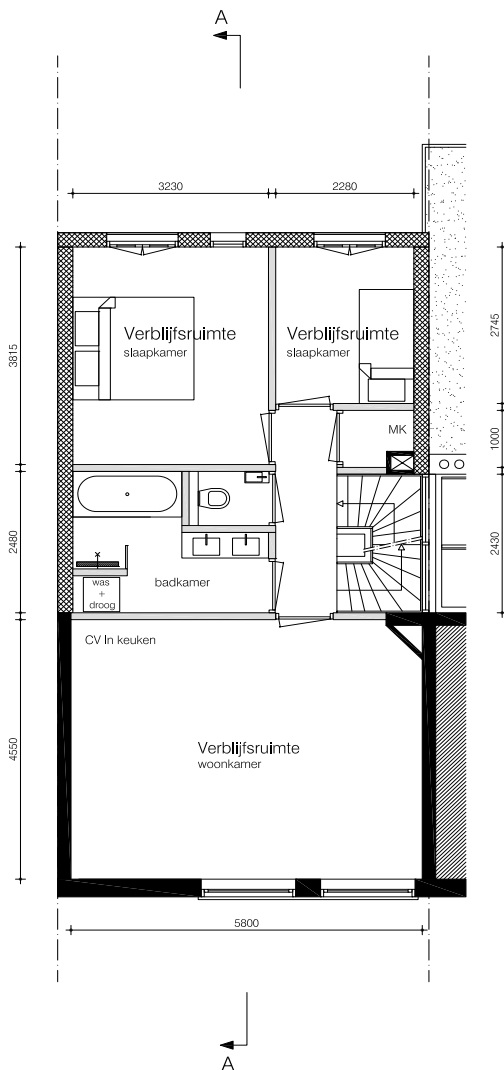 A
3230
2280
3815
2745
Verblijfsruimte
slaapkamer
Verblijfsruimte
slaapkamer
MK
1000
2480
2430
was
+
droog
badkamer
CV In keuken
4550
Verblijfsruimte
woonkamer
5800
A